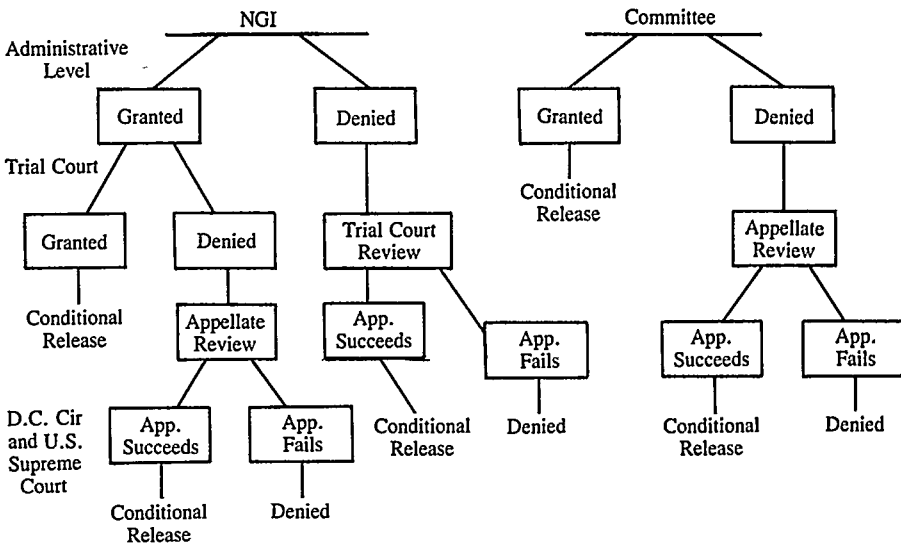 NGI
Committee
Administrative
Level
Granted
Denied
Granted
Denied
Trial Court
Conditional
Release
Granted
Denied
Trial Court
Review
Appellate
Review
Conditional
Release
Appellate
Review
App.
Succeeds
App.
Fails
App.
Succeeds
App.
Fails
D.C. Cir
and U.S.
Supreme
Court
App.
Succeeds
App.
Fails
Conditional
Release
Denied
Conditional
Release
Denied
Conditional
Release
Denied